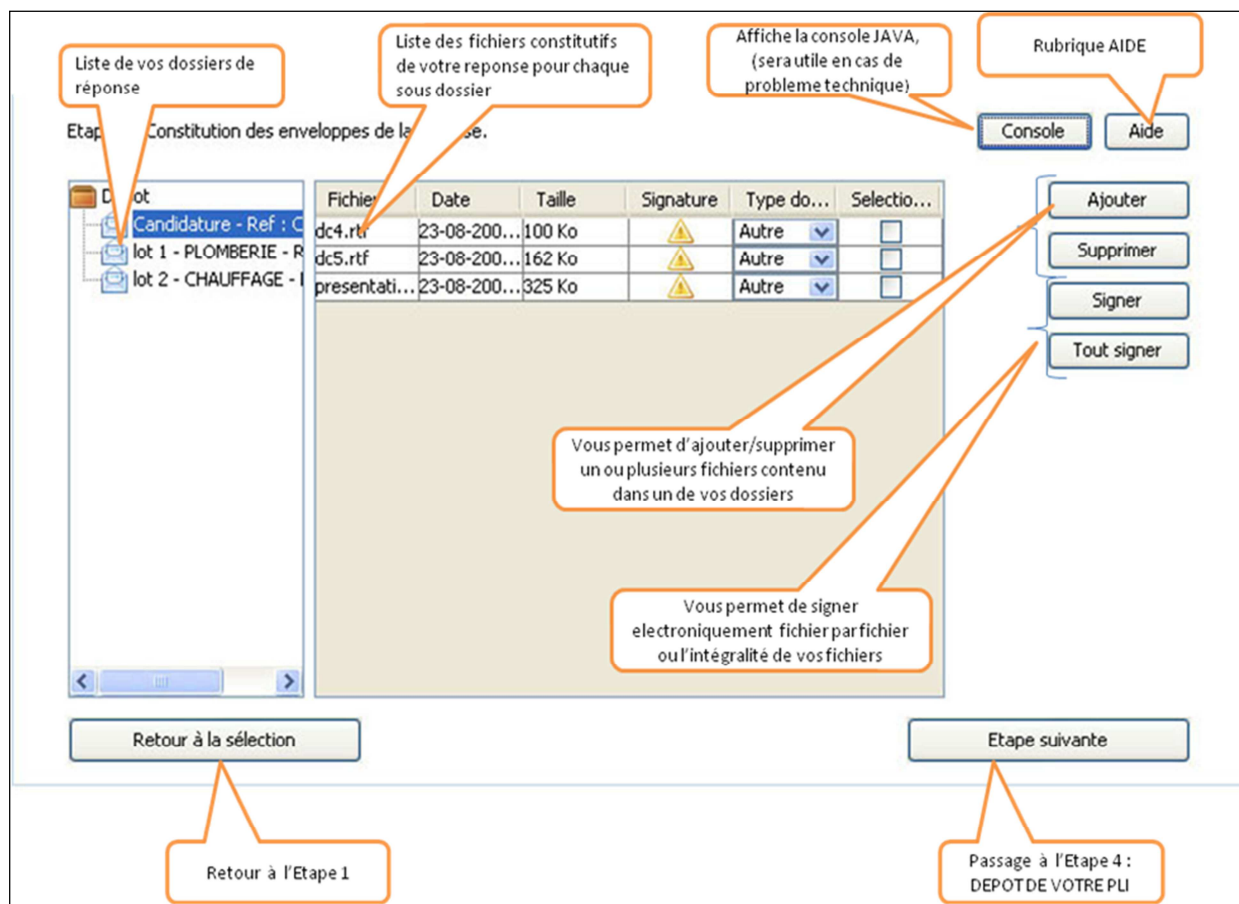 Liste de vos dossiers de
réponse
Liste des fichiers constitutifs
de votre reponse pour chaque
sous dossier
Affiche la console JAVA,
(sera utile en cas de
probleme technique)
Rubrique AIDE
Etap Constitution des enveloppes de la se.
Console
Aide
D ot
Candidature - Ref : C
lot 1 - PLOMBERIE - R
lot 2 - CHAUFFAGE -
Fichie Date Taille Signature Type do... Selectio...
dc4.rtf 23-08-200... 100 Ko Autre
dc5.rtf 23-08-200... 162 Ko Autre
presentati... 23-08-200... 325 Ko Autre
Ajouter
Supprimer
Signer
Tout signer
Vous permet d'ajouter/supprimer
un ou plusieurs fichiers contenu
dans un de vos dossiers
Vous permet de signer
electroniquement fichier par fichier
ou l'intégralité de vos fichiers
Retour à la sélection
Etape suivante
Retour à l'Etape 1
Passage à l'Etape 4 :
DEPOT DE VOTRE PLI